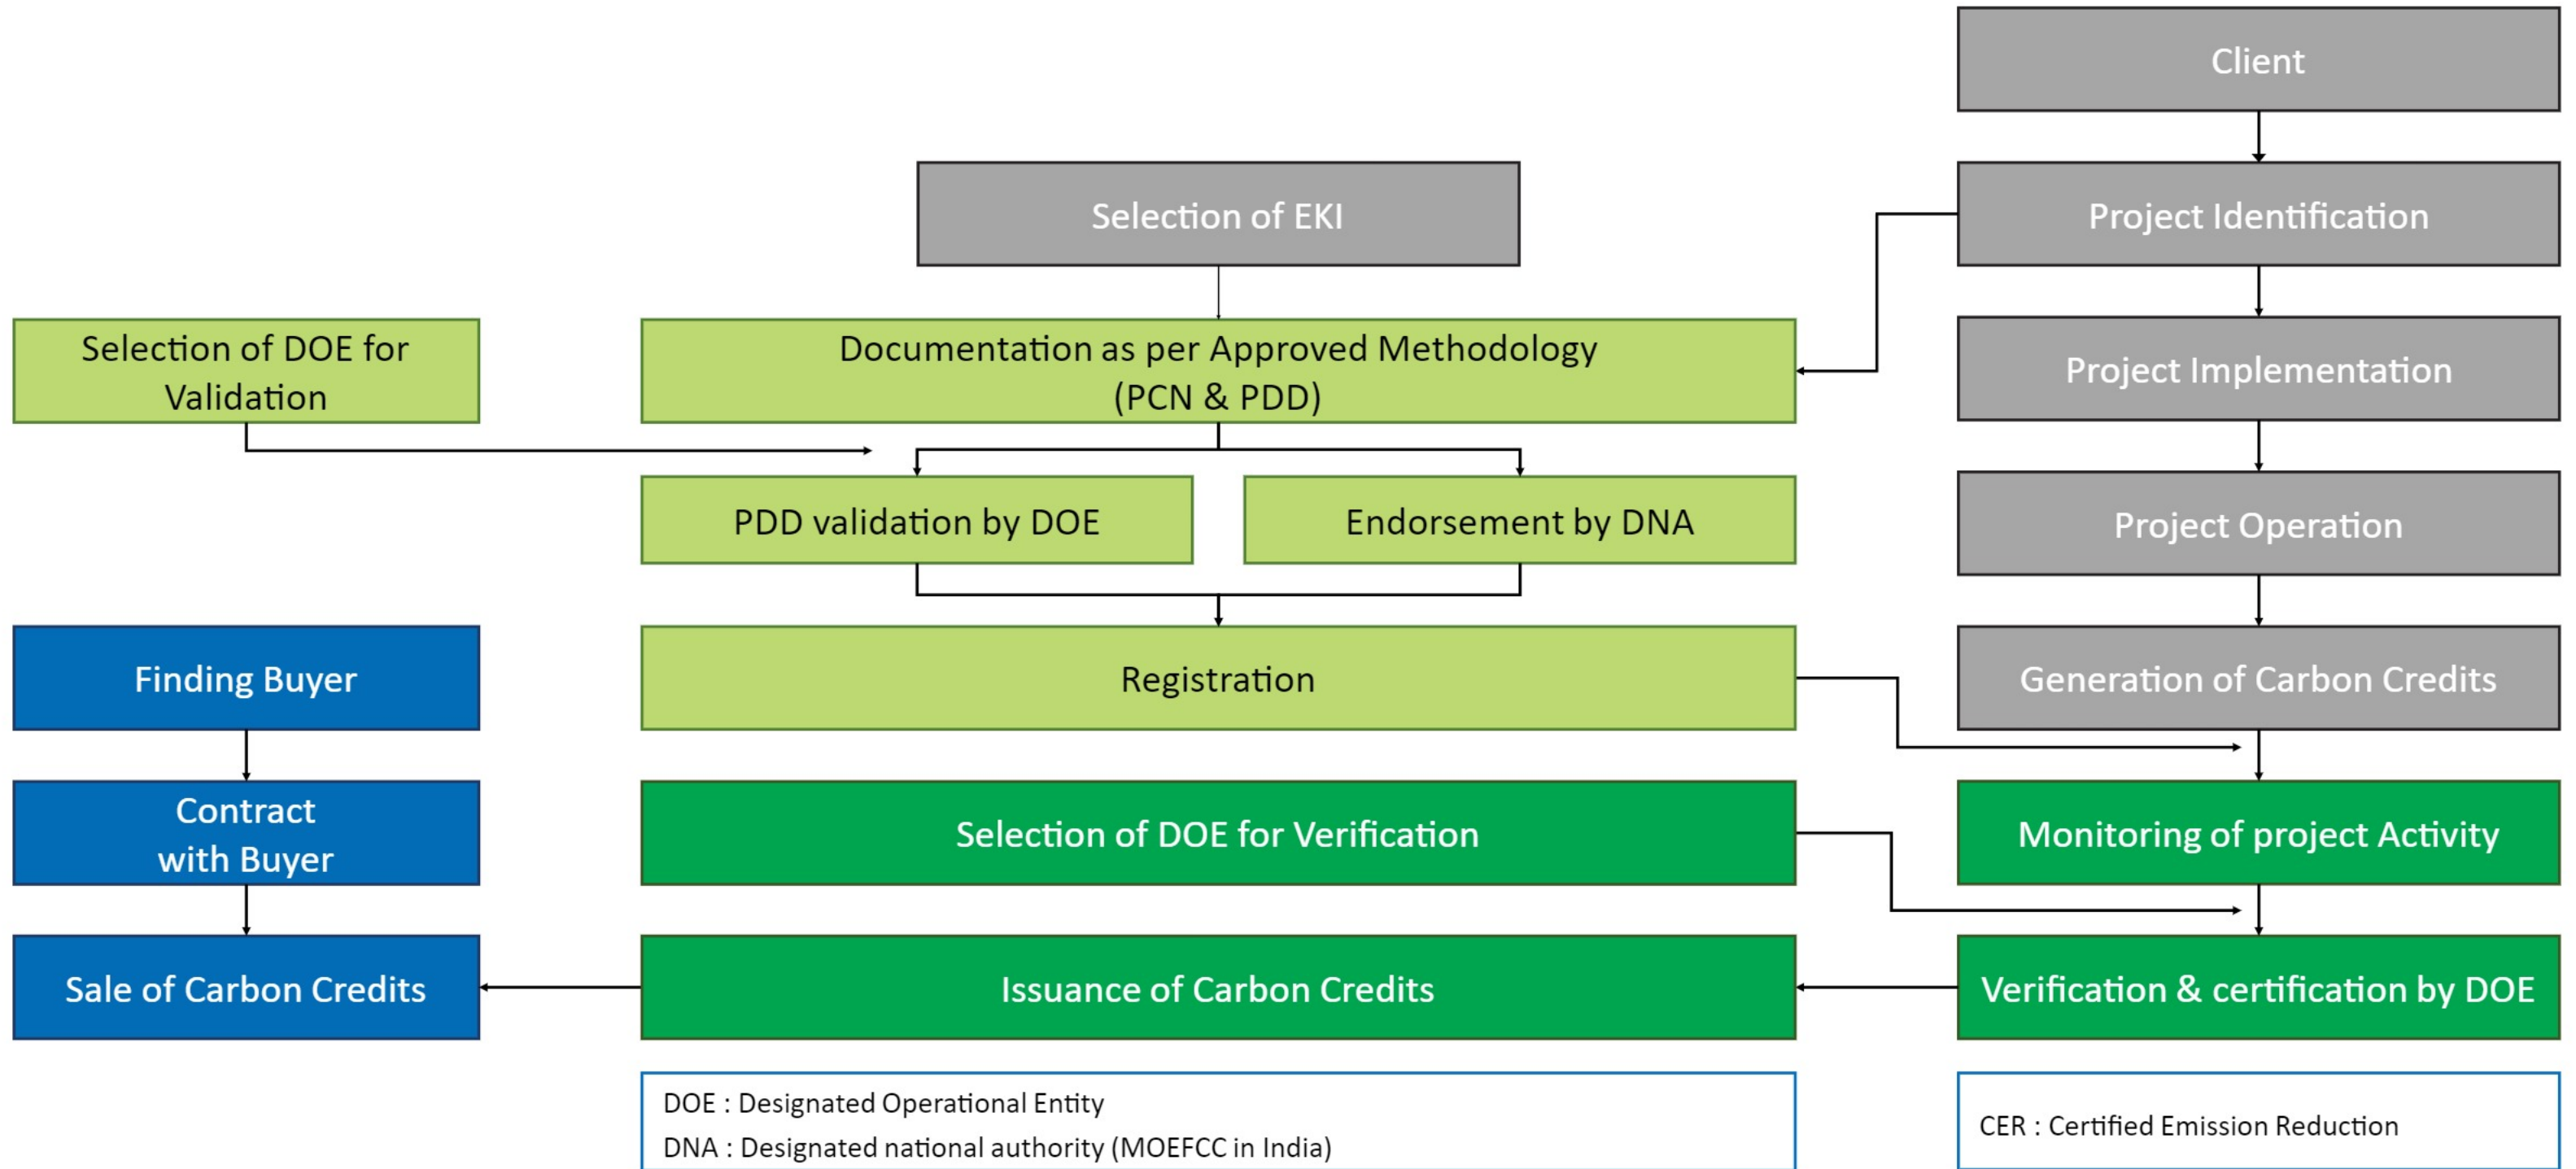 Client
Selection of EKI
Project Identification
Selection of DOE for
Validation
Documentation as per Approved Methodology
(PCN & PDD)
Project Implementation
PDD validation by DOE
Endorsement by DNA
Project Operation
Finding Buyer
Registration
Generation of Carbon Credits
Contract
with Buyer
Selection of DOE for Verification
Monitoring of project Activity
Sale of Carbon Credits
Issuance of Carbon Credits
Verification & certification by DOE
DOE : Designated Operational Entity
DNA : Designated national authority (MOEFCC in India)
CER : Certified Emission Reduction